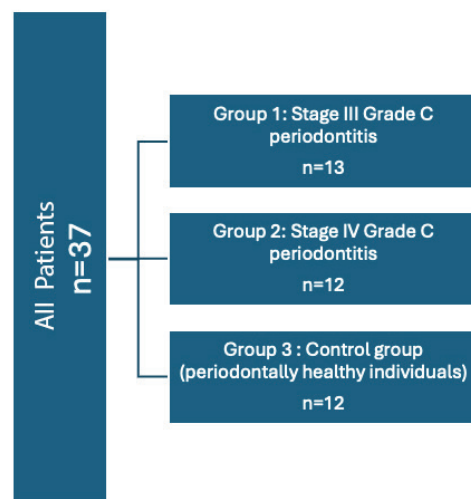 All Patients
n=37
Group 1: Stage III Grade C
periodontitis
n=13
Group 2: Stage IV Grade C
periodontitis
n=12
Group 3 : Control group
(periodontally healthy individuals)
n=12